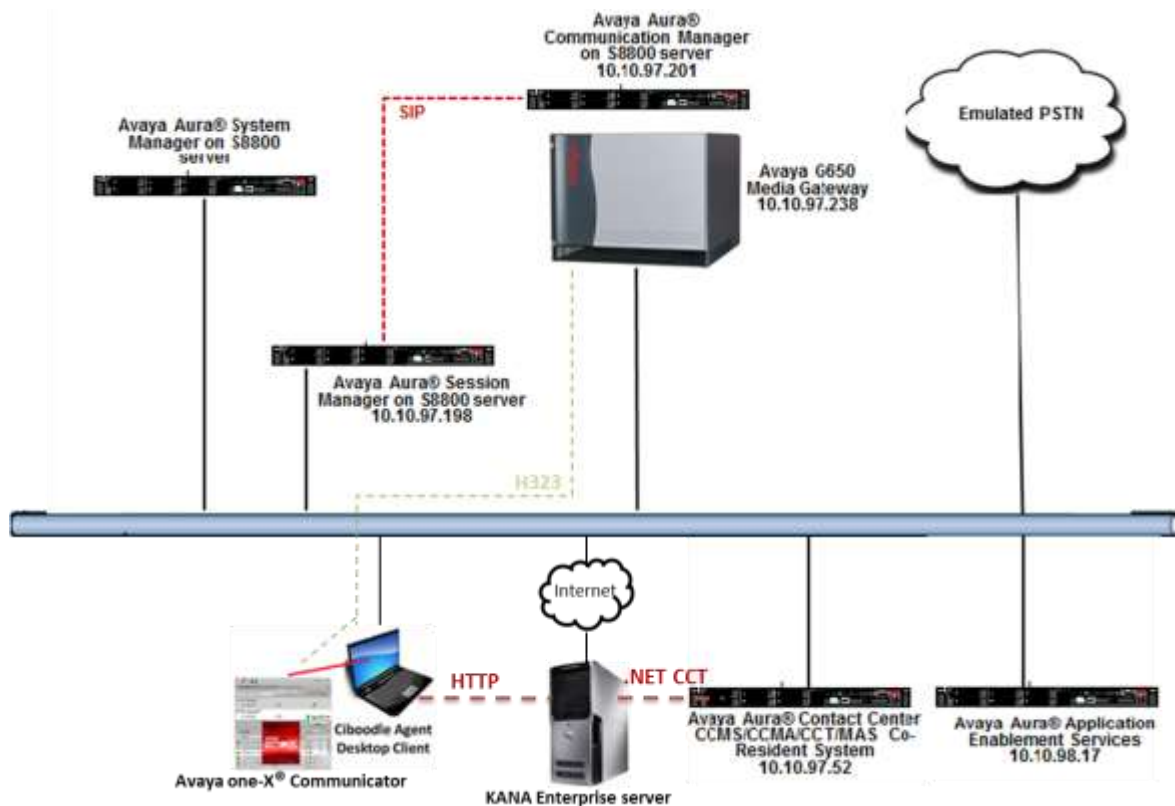 Avaya Aura®
Communication Manager
on S8800 server
10.10.97.201
SIP
Avaya Aura® System
Manager on S8800
server
Emulated PSTN
Avaya G650
Media Gateway
10.10.97.238
Avaya Aura® Session
Manager on S8800 server
10.10.97.198
H323
Internet
HTTP
.NET CCT
Ciboodle Agent
Desktop Client
Avaya one-X® Communicator
KANA Enterprise server
Avaya Aura® Contact Center
CCMS/CCMA/CCT/MAS Co-
Resident System
10.10.97.52
Avaya Aura® Application
Enablement Services
10.10.98.17